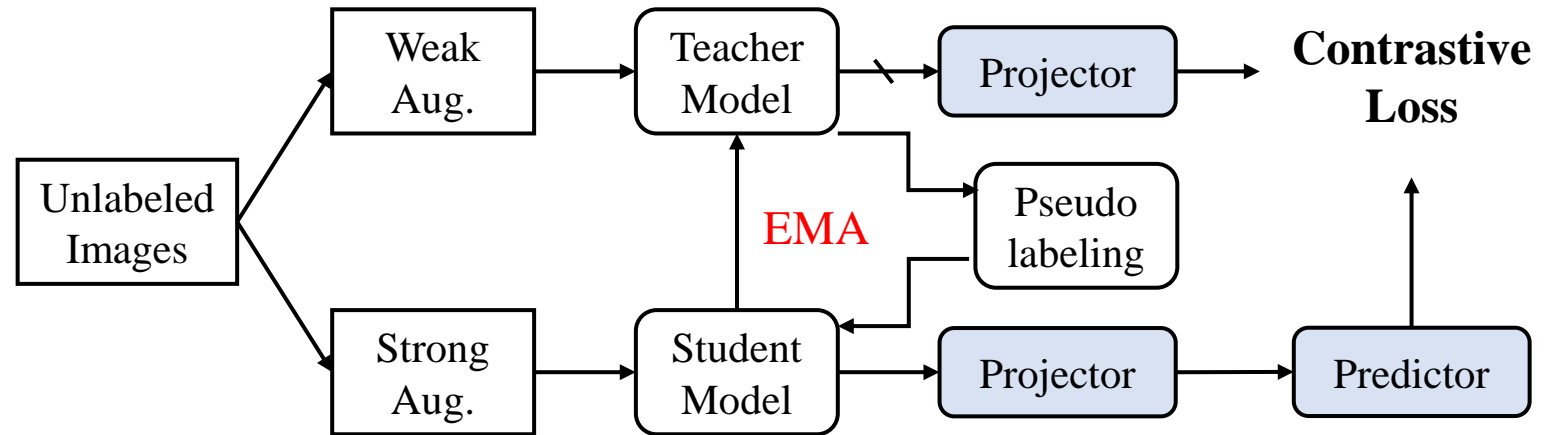 Weak
Aug.
Teacher
Model
Projector
Contrastive
Loss
Unlabeled
Images
EMA
Pseudo
labeling
Strong
Aug.
Student
Model
Projector
Predictor